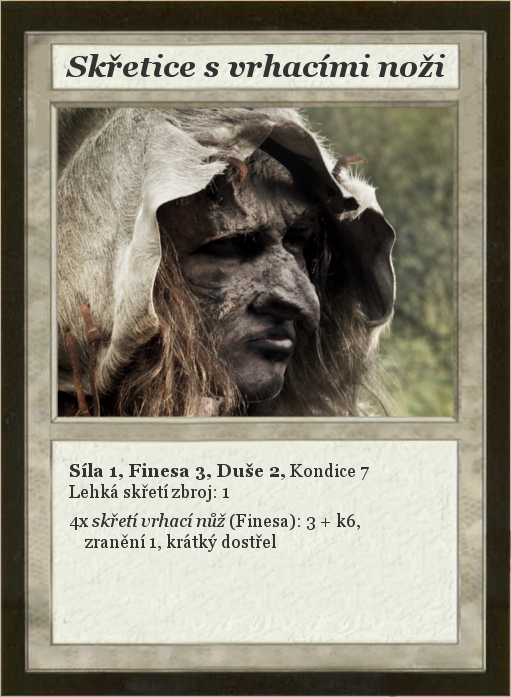 Skřetice s vrhacími noži
Síla 1, Finesa 3, Duše 2, Kondice 7
Lehká skřetí zbroj: 1
4x skřetí vrhací nůž (Finesa): 3 + k6,
zranění 1, krátký dostřel